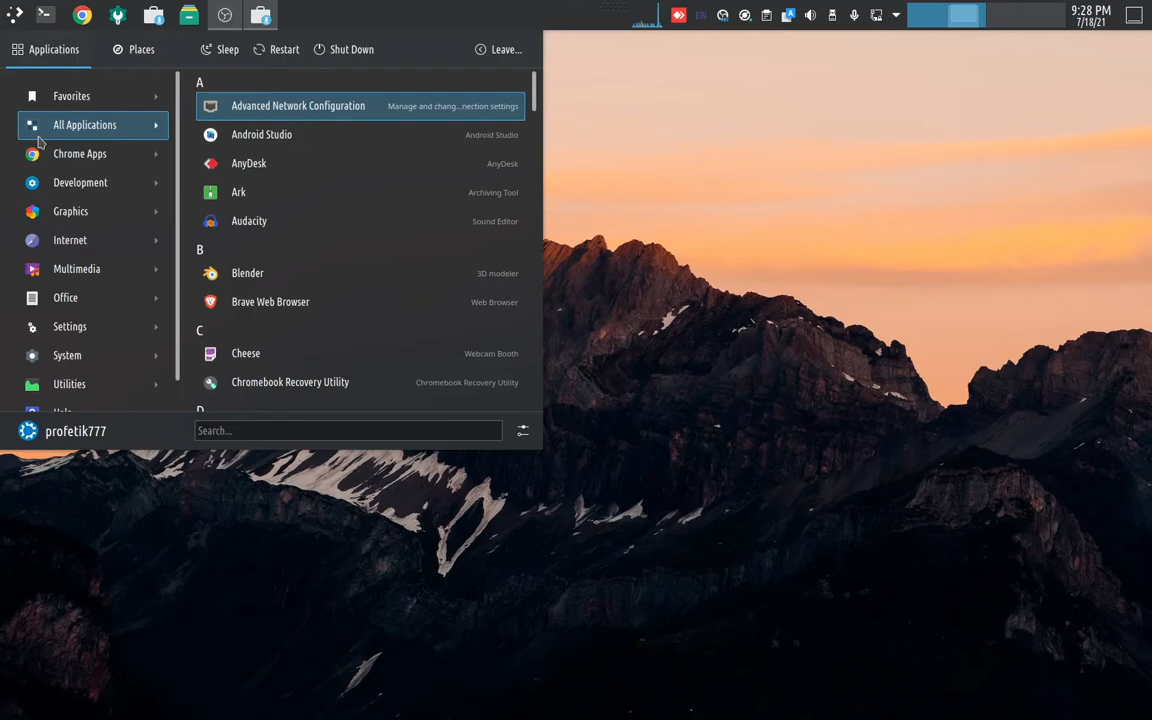 EN
9:28 PM
7/18/21
Applications
Places
Sleep
Restart
Shut Down
Leave...
Favorites
All Applications
Chrome Apps
Development
Graphics
Internet
Multimedia
Office
Settings
System
Utilities
A
Advanced Network Configuration Manage and chang...nection settings
Android Studio Android Studio
AnyDesk AnyDesk
Ark Archiving Tool
Audacity Sound Editor
B
Blender 3D modeler
Brave Web Browser Web Browser
C
Cheese Webcam Booth
Chromebook Recovery Utility Chromebook Recovery Utility
profetik777
Search...